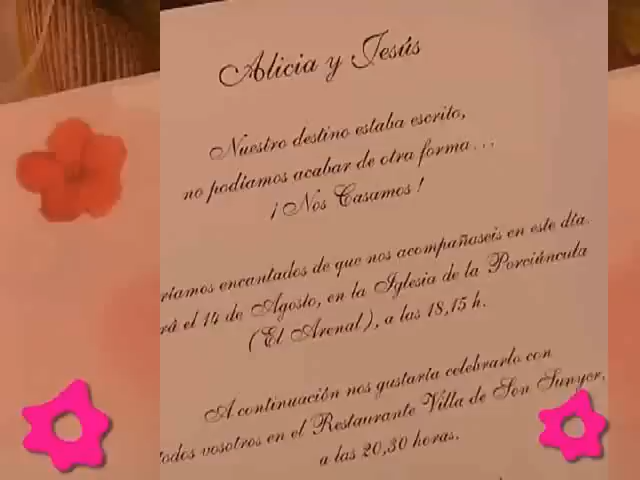 Alicia y Jesús
Nuestro destino estaba escrito,
no podíamos acabar de otra forma...
¡Nos Casamos!
ríamos encantados de que nos acompañaseis en este día.
rá el 14 de Agosto, en la Iglesia de la Porciúncula
(El Arenal), a las 18,15 h.
A continuación nos gustaría celebrarlo con
todos vosotros en el Restaurante Villa de Son Sunyer,
a las 20,30 horas.